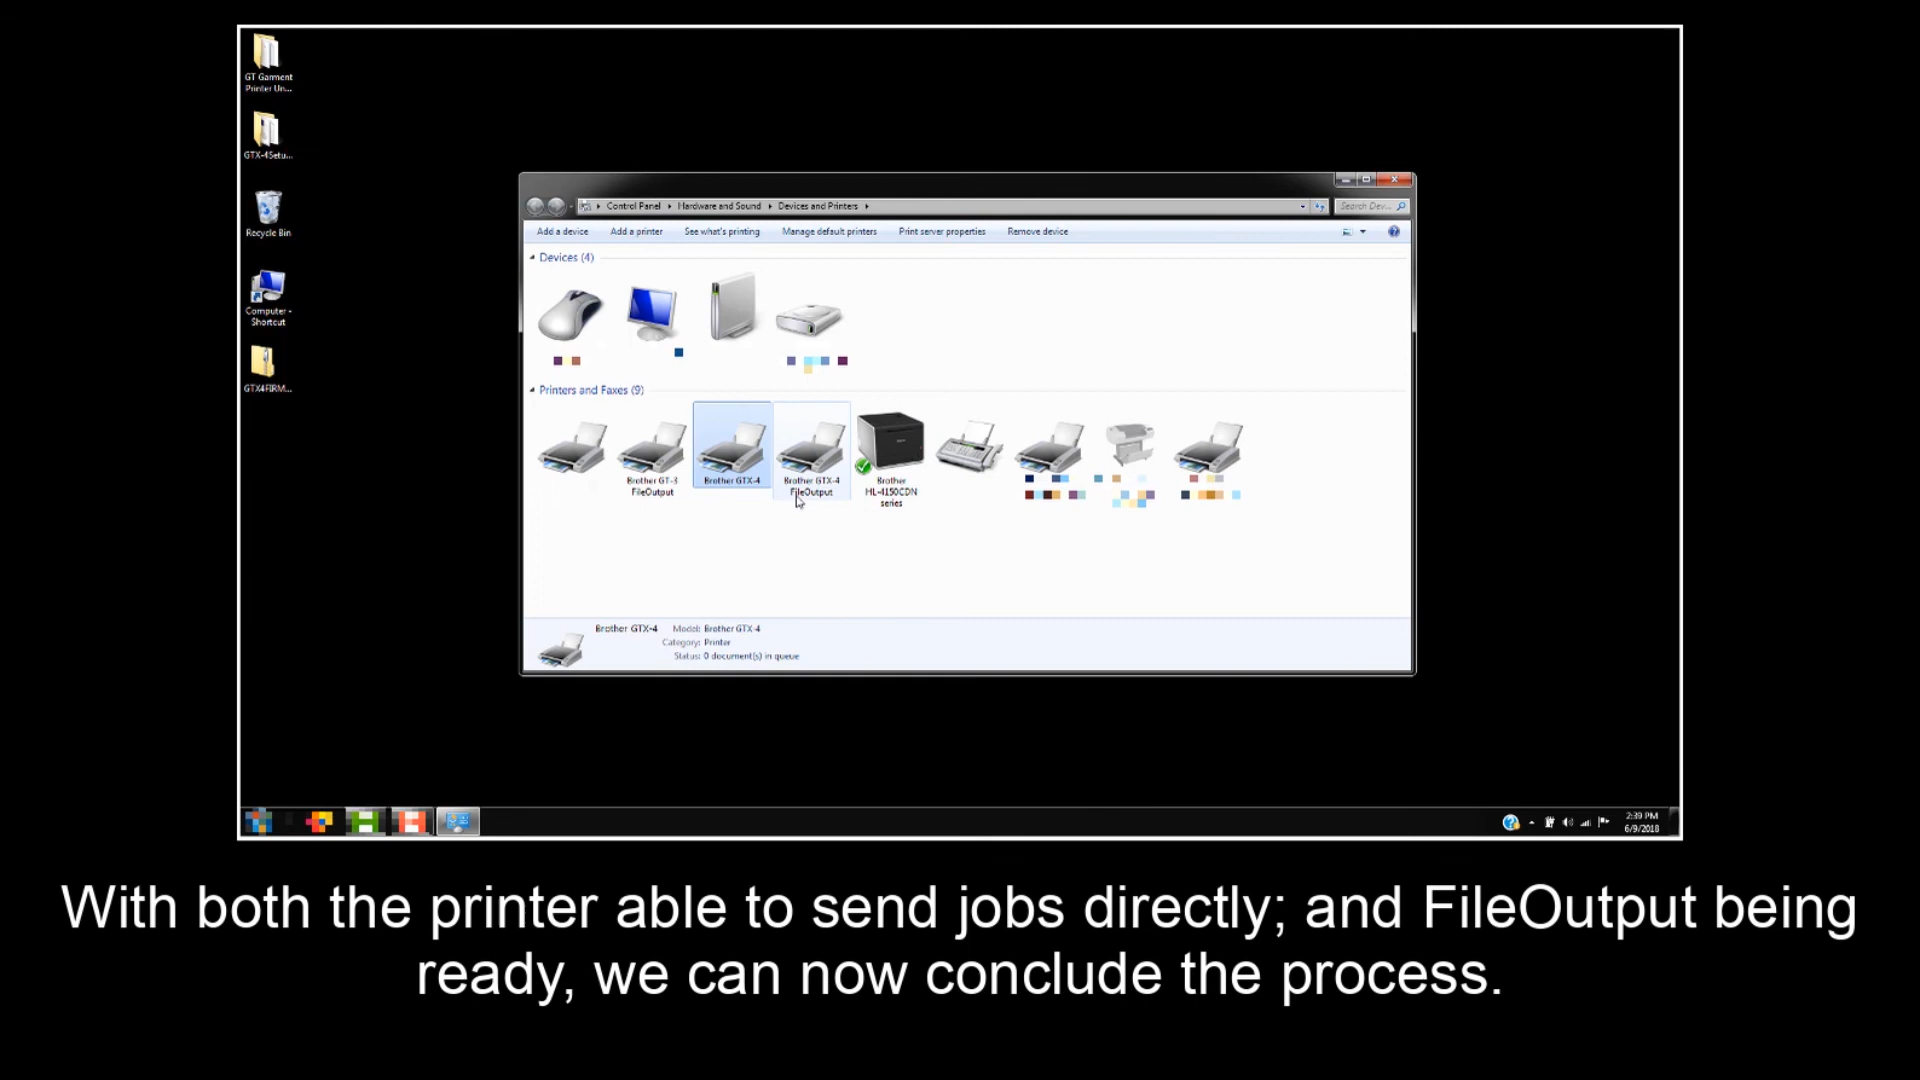 GT Garment
Printer Un...
GTX-4Setu...
Recycle Bin
Computer -
Shortcut
GTX4FIRM...
Control Panel
Hardware and Sound
Devices and Printers
Search Dev...
Add a device
Add a printer
See what's printing
Manage default printers
Print server properties
Remove device
Devices (4)
Printers and Faxes (9)
Brother GT-3
FileOutput
Brother GTX-4
Brother GTX-4
FileOutput
Brother
HL-4150CDN
series
Brother GTX-4
Model: Brother GTX-4
Category: Printer
Status: 0 document(s) in queue
2:39 PM
6/9/2018
With both the printer able to send jobs directly; and FileOutput being
ready, we can now conclude the process.